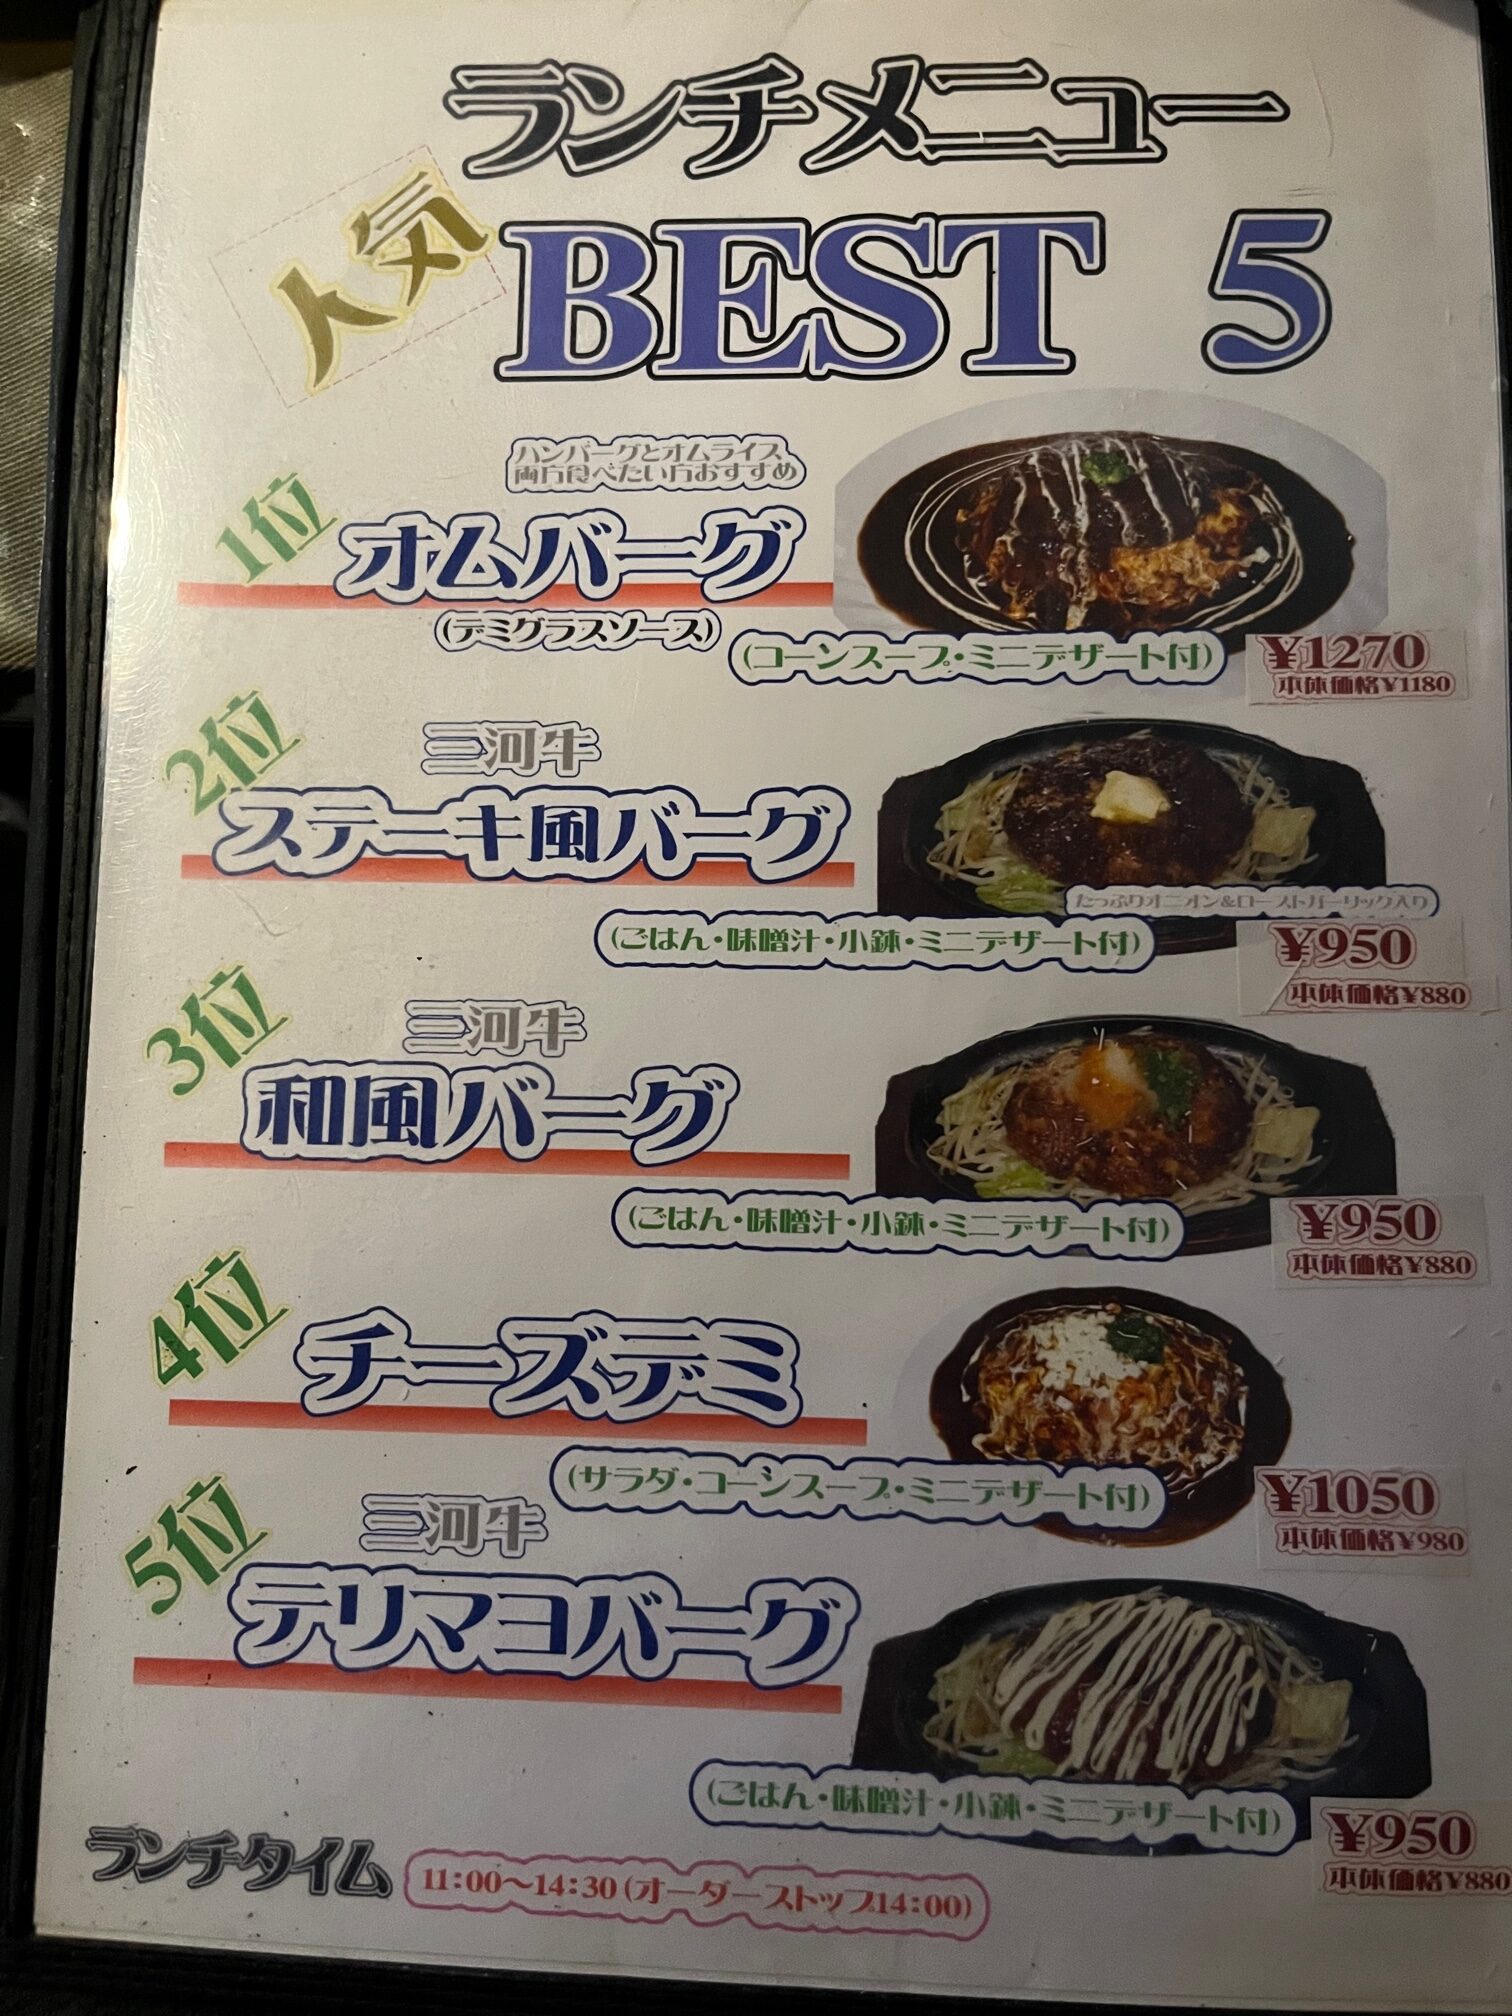 ランチメニュー
人気
BEST 5
1位
ハンバーグとオムライス
両方食べたい方おすすめ
オムバーグ
(デミグラスソース)
(コーンスープ・ミニデザート付)
¥1270
本体価格¥1180
2位
三河牛
ステーキ風バーグ
たっぷりオニオン&ローストガーリック入り
(ごはん・味噌汁・小鉢・ミニデザート付)
¥950
本体価格¥880
3位
三河牛
和風バーグ
(ごはん・味噌汁・小鉢・ミニデザート付)
¥950
本体価格¥880
4位
チーズデミ
(サラダ・コーンスープ・ミニデザート付)
¥1050
本体価格¥980
5位
三河牛
テリマヨバーグ
(ごはん・味噌汁・小鉢・ミニデザート付)
¥950
本体価格¥880
ランチタイム
11:00〜14:30(オーダーストップ14:00)